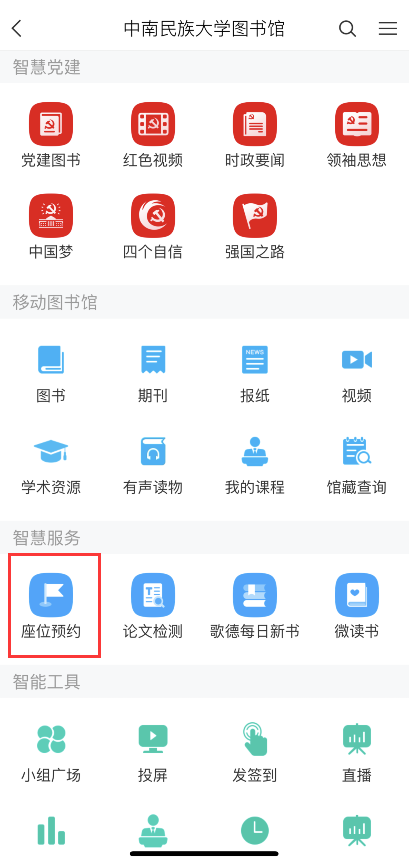 中南民族大学图书馆
智慧党建
党建图书 红色视频 时政要闻 领袖思想
中国梦 四个自信 强国之路
移动图书馆
NEWS
图书 期刊 报纸 视频
学术资源 有声读物 我的课程 馆藏查询
智慧服务
座位预约 论文检测 歌德每日新书 微读书
智能工具
小组广场 投屏 发签到 直播